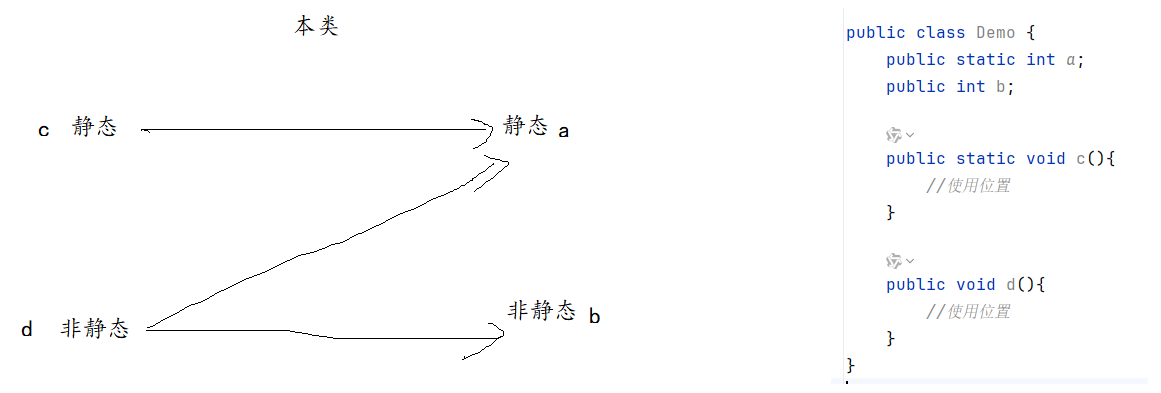 本类
c 静态 静态 a
d 非静态 非静态 b
public class Demo {
public static int a;
public int b;
public static void c(){
//使用位置
}
public void d(){
//使用位置
}
}